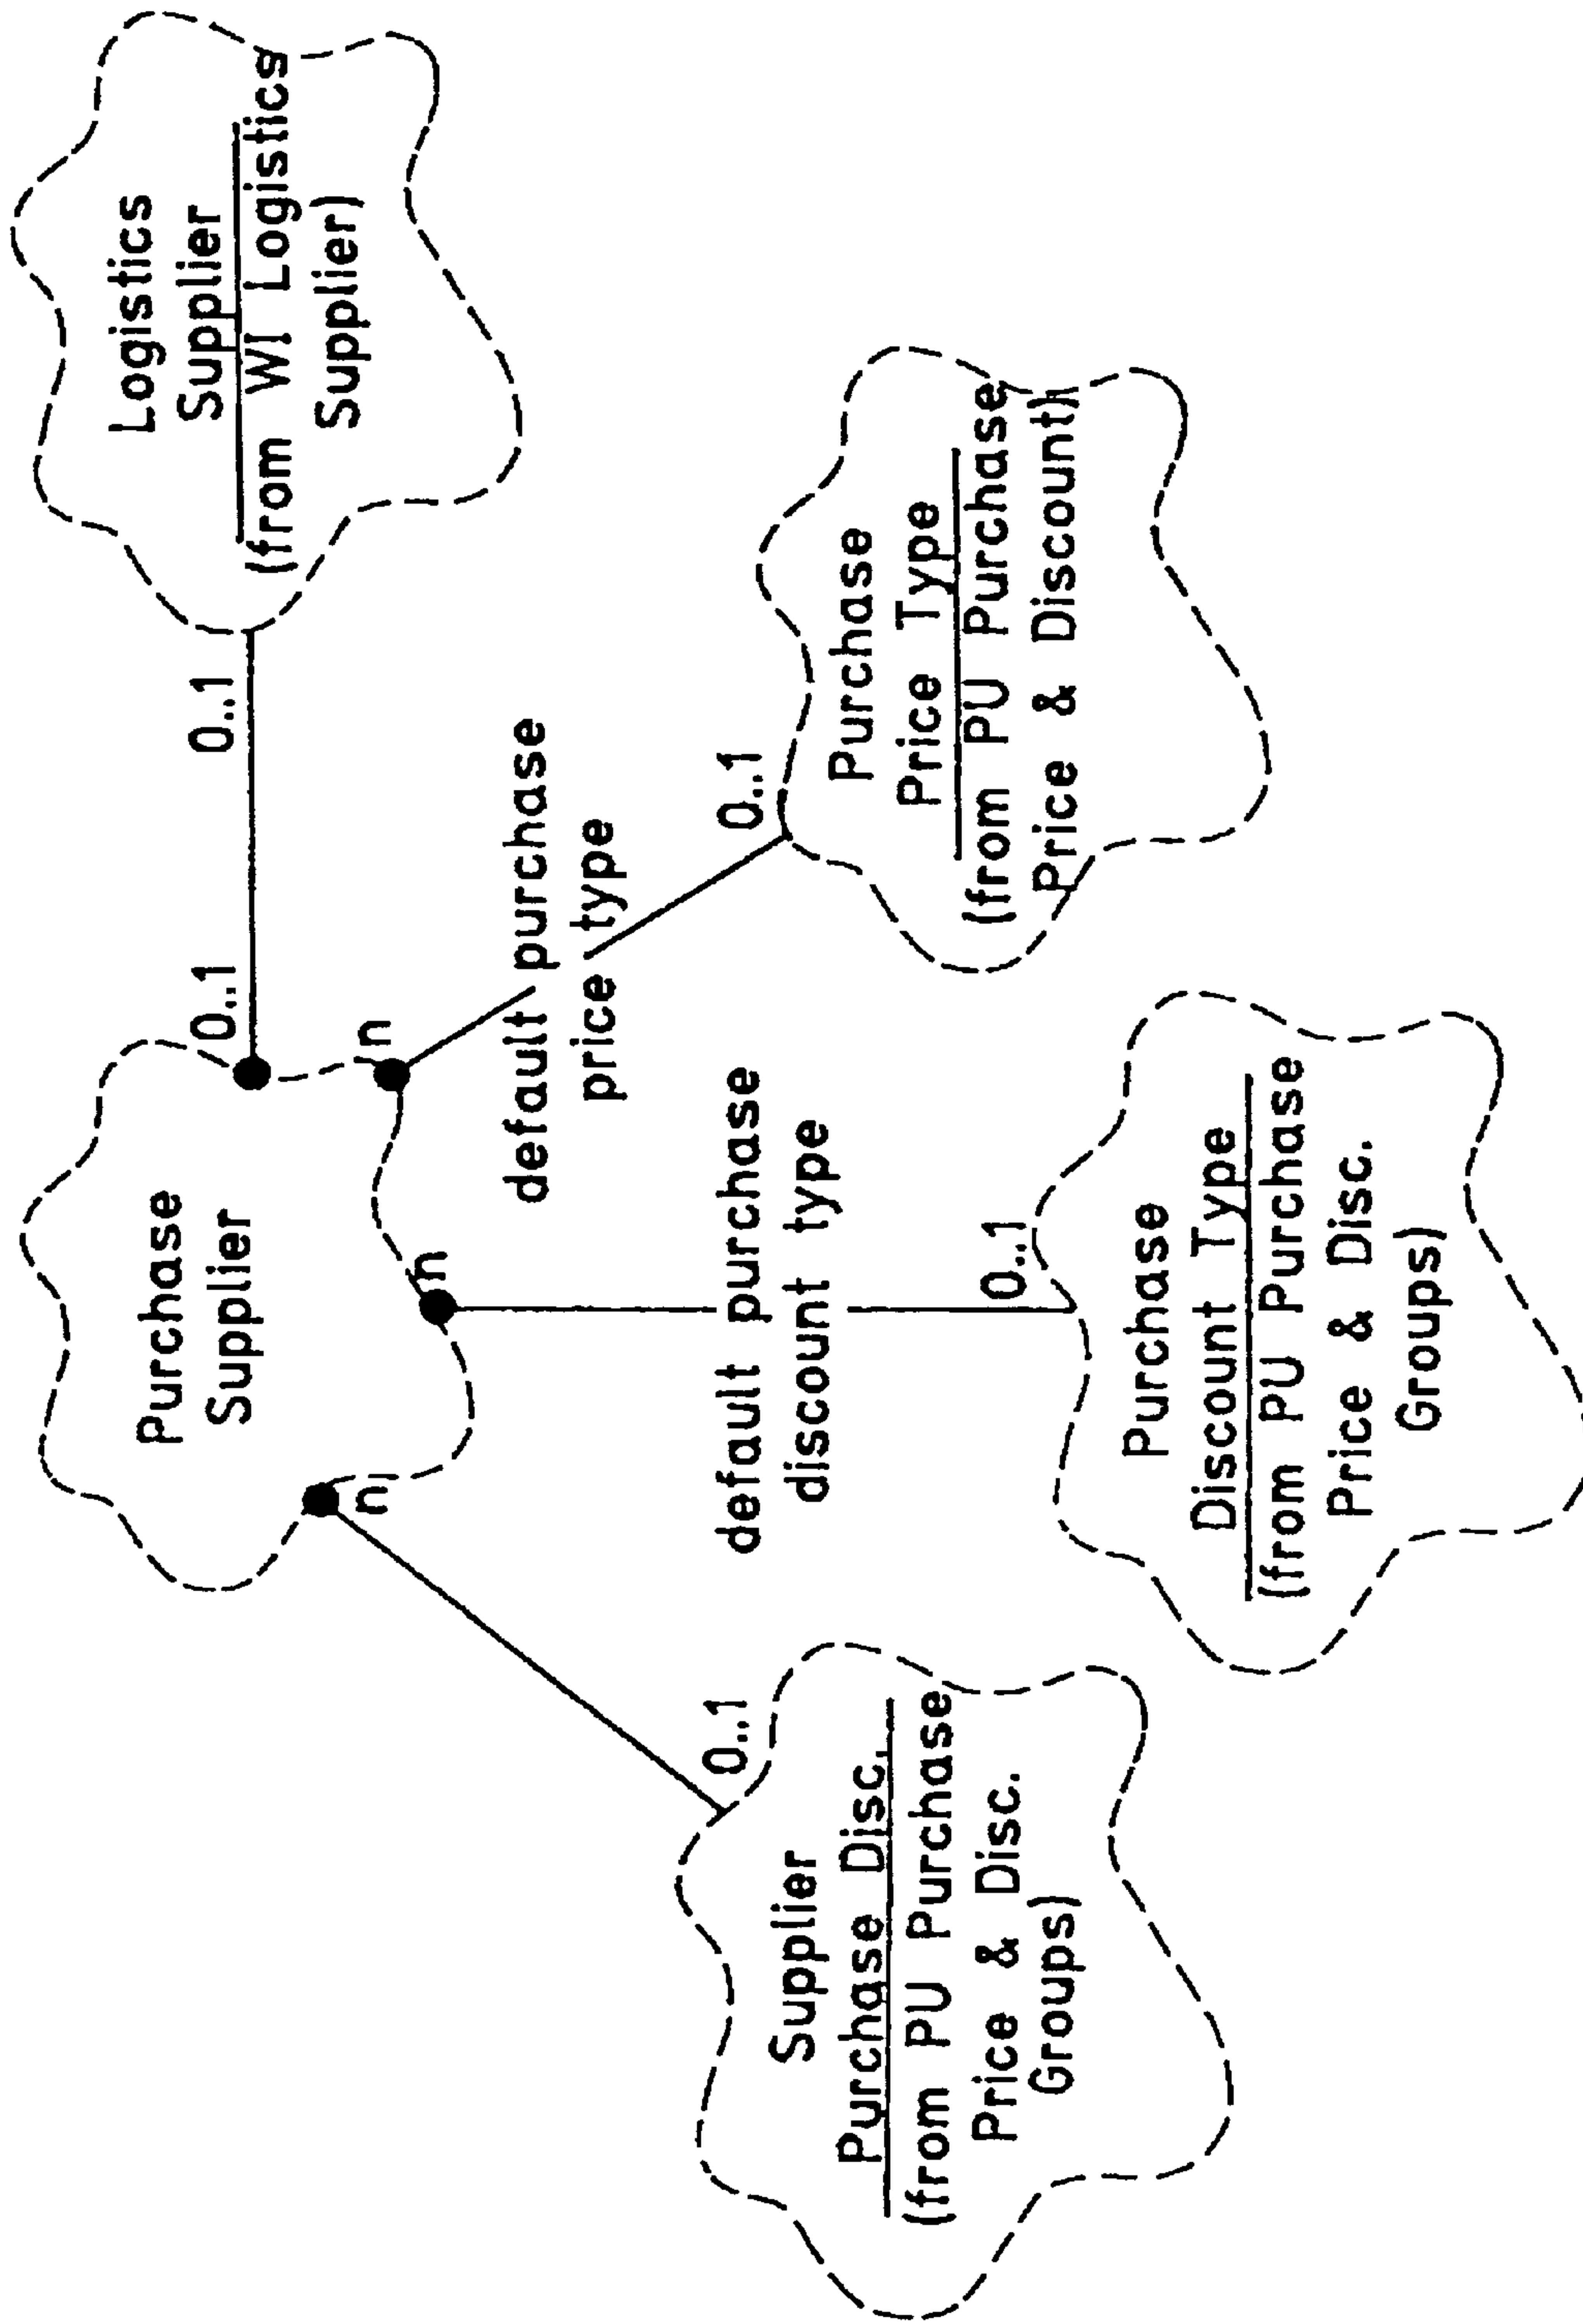 Purchase
Supplier
0..1
0..1
Logistics
Supplier
(from WI Logistics
Supplier)
n
n
n
default purchase
price type
0..1
Purchase
Price Type
(from PU Purchase
Price & Discount)
default purchase
discount type
0..1
Purchase
Discount Type
(from PU Purchase
Price & Disc.
Groups)
0..1
Supplier
Purchase Disc.
(from PU Purchase
Price & Disc.
Groups)